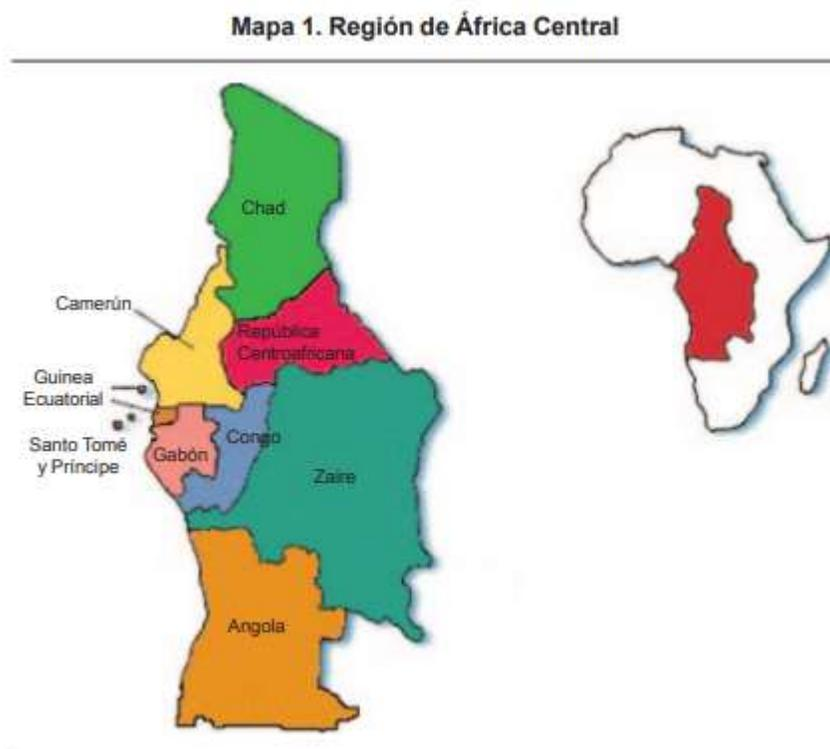 Mapa 1. Región de África Central
Chad
Camerún
República
Centroafricana
Guinea
Ecuatorial
Santo Tomé
y Príncipe
Gabón
Congo
Zaire
Angola